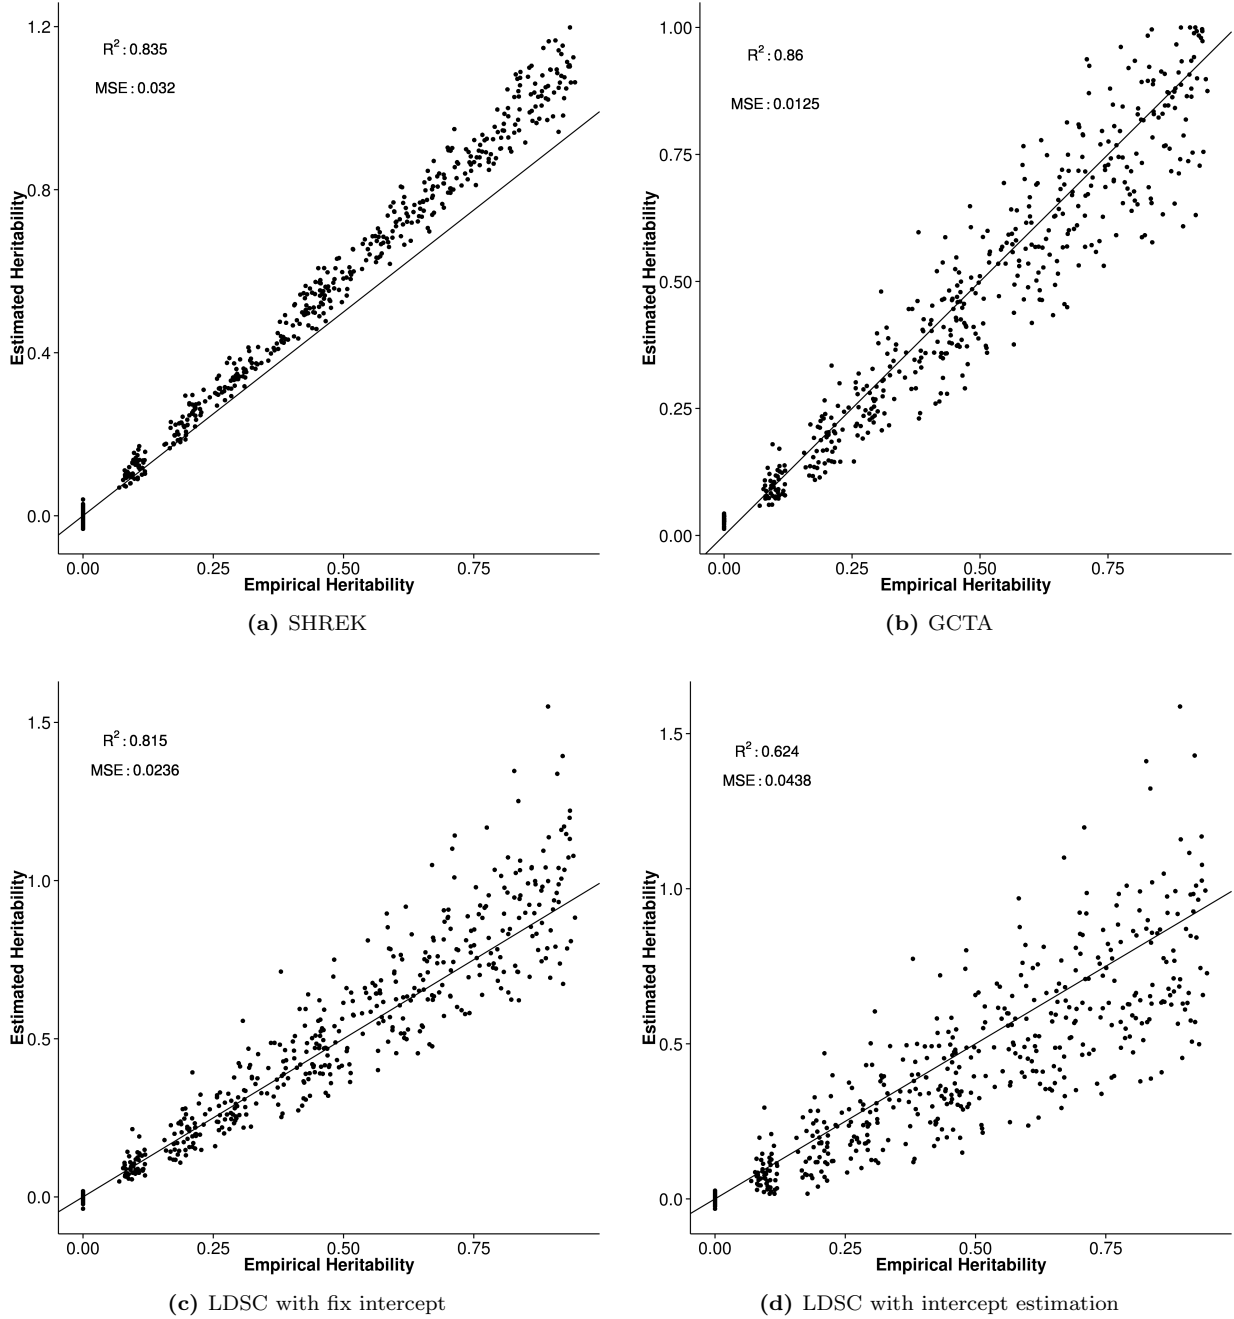 R²: 0.835
MSE: 0.032
1.2
0.8
0.4
0.0
Estimated Heritability
0.00 0.25 0.50 0.75
Empirical Heritability
(a) SHREK
R²: 0.86
MSE: 0.0125
1.00
0.75
0.50
0.25
0.00
Estimated Heritability
0.00 0.25 0.50 0.75
Empirical Heritability
(b) GCTA
R²: 0.815
MSE: 0.0236
1.5
1.0
0.5
0.0
Estimated Heritability
0.00 0.25 0.50 0.75
Empirical Heritability
(c) LDSC with fix intercept
R²: 0.624
MSE: 0.0438
1.5
1.0
0.5
0.0
Estimated Heritability
0.00 0.25 0.50 0.75
Empirical Heritability
(d) LDSC with intercept estimation